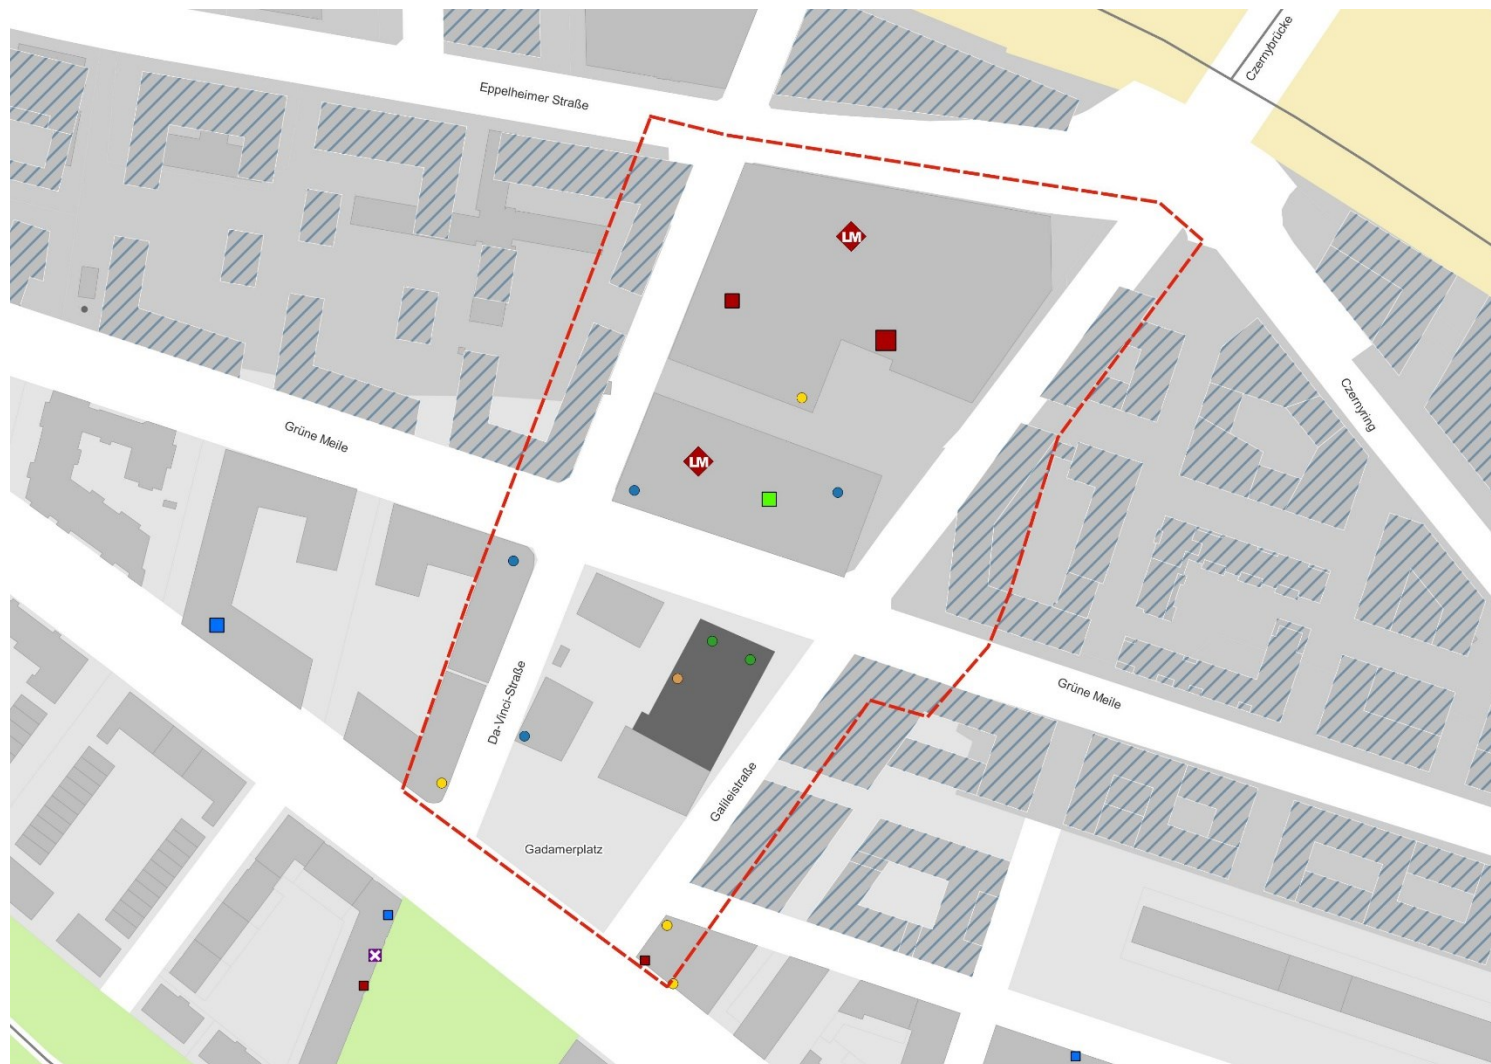 Czernybrücke
Eppelheimer Straße
LM
Czernyring
Grüne Meile
LM
Da-Vinci-Straße
Grüne Meile
Galileistraße
Gadamerplatz